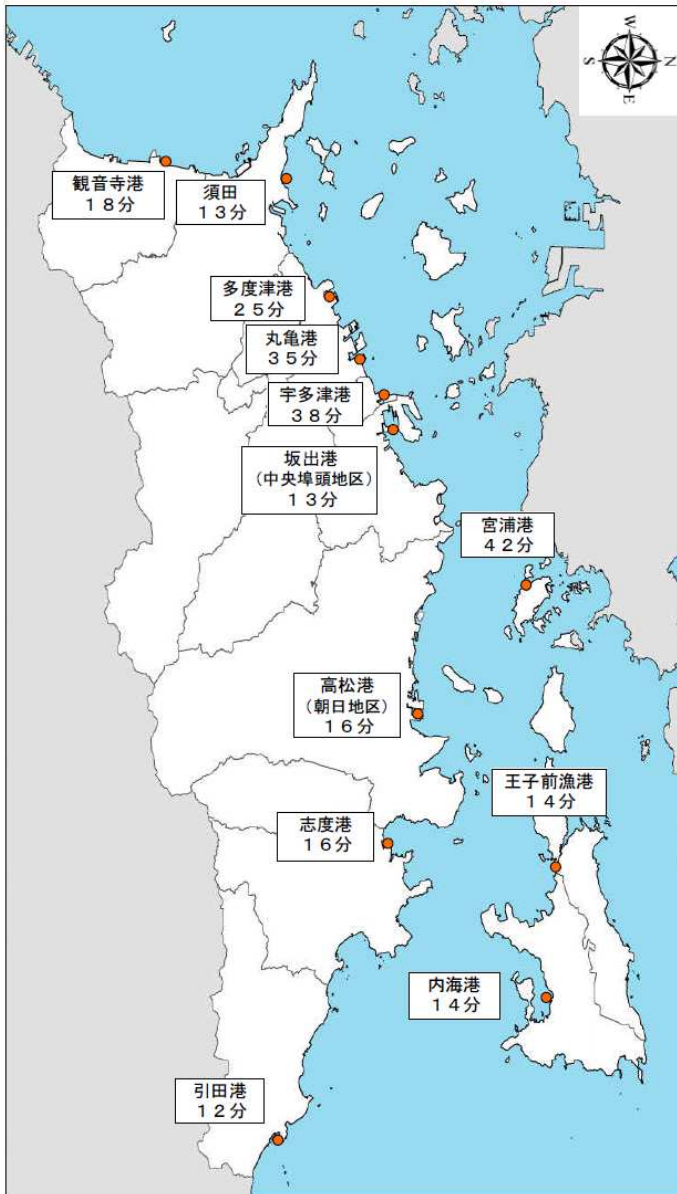 W
S
N
E
観音寺港
18分
須田
13分
多度津港
25分
丸亀港
35分
宇多津港
38分
坂出港
(中央埠頭地区)
13分
宮浦港
42分
高松港
(朝日地区)
16分
王子前漁港
14分
志度港
16分
内海港
14分
引田港
12分